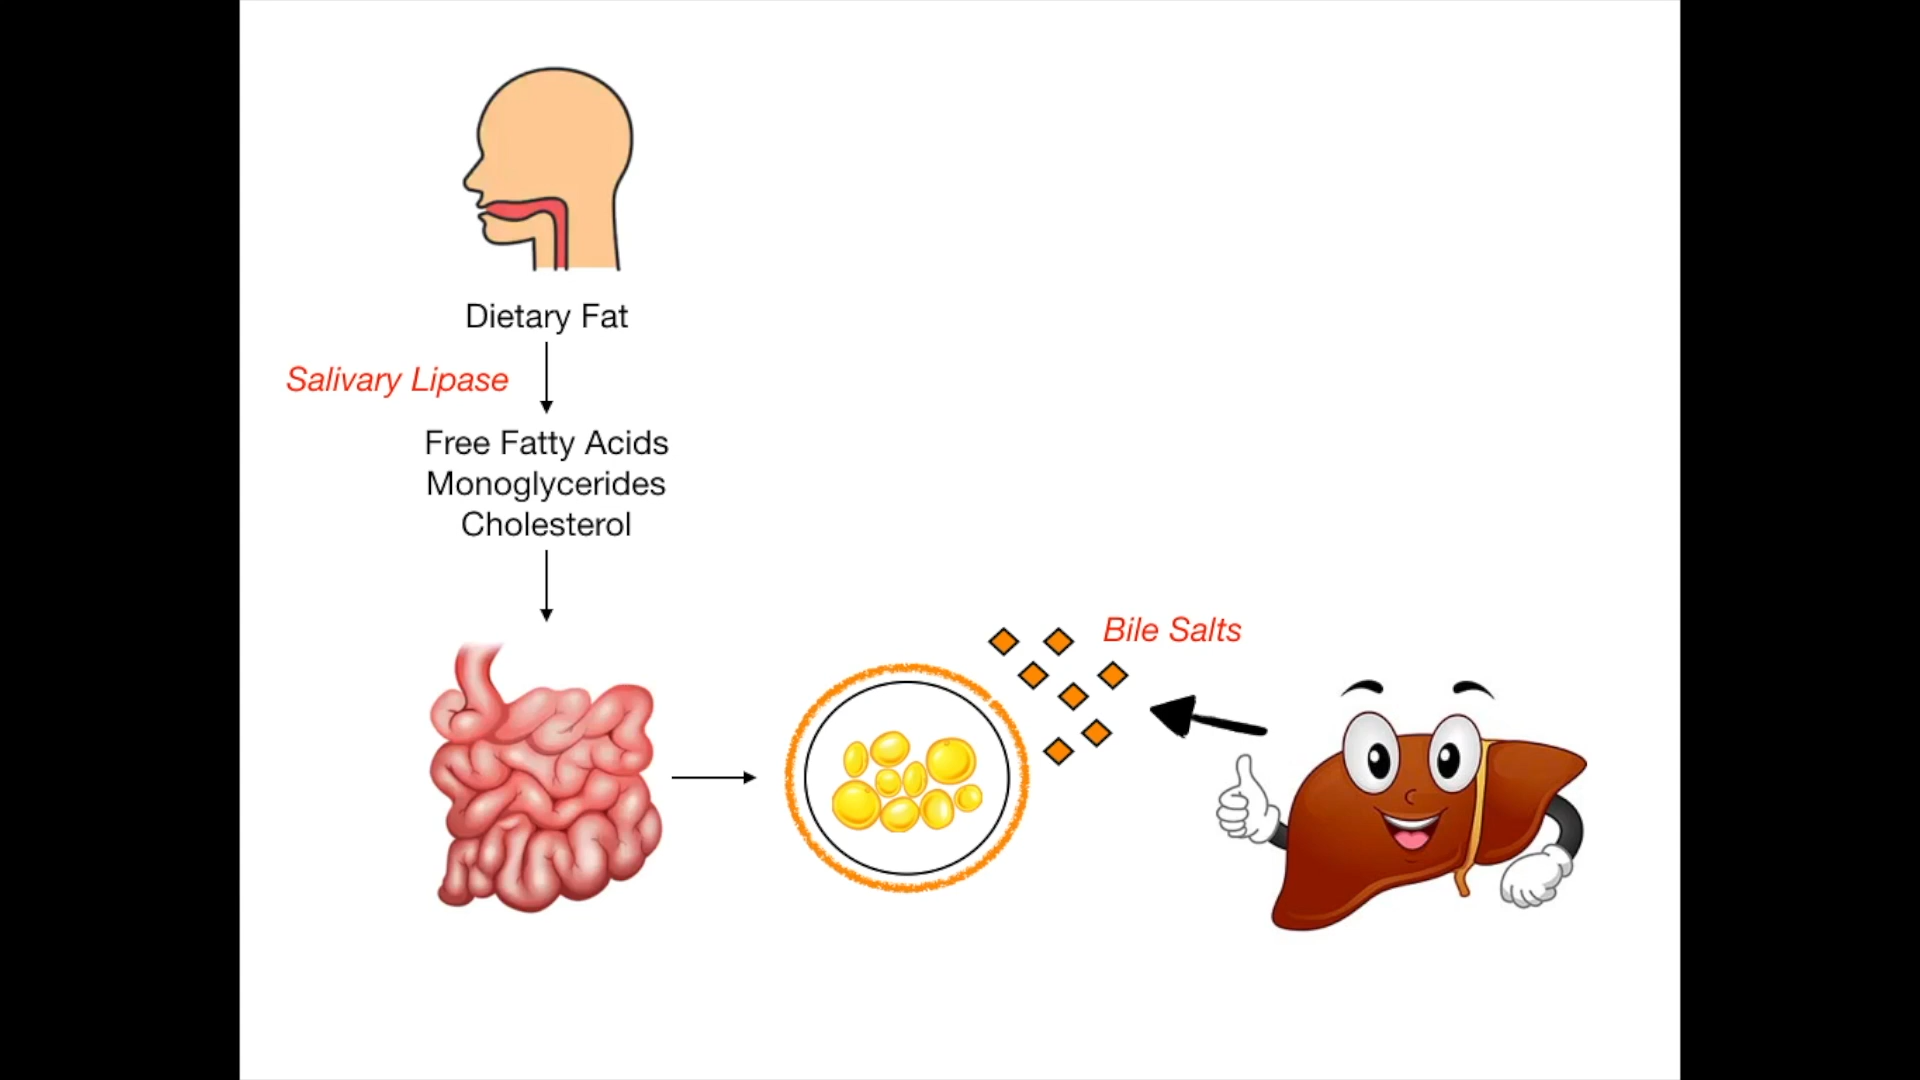 Dietary Fat
Salivary Lipase
Free Fatty Acids
Monoglycerides
Cholesterol
Bile Salts